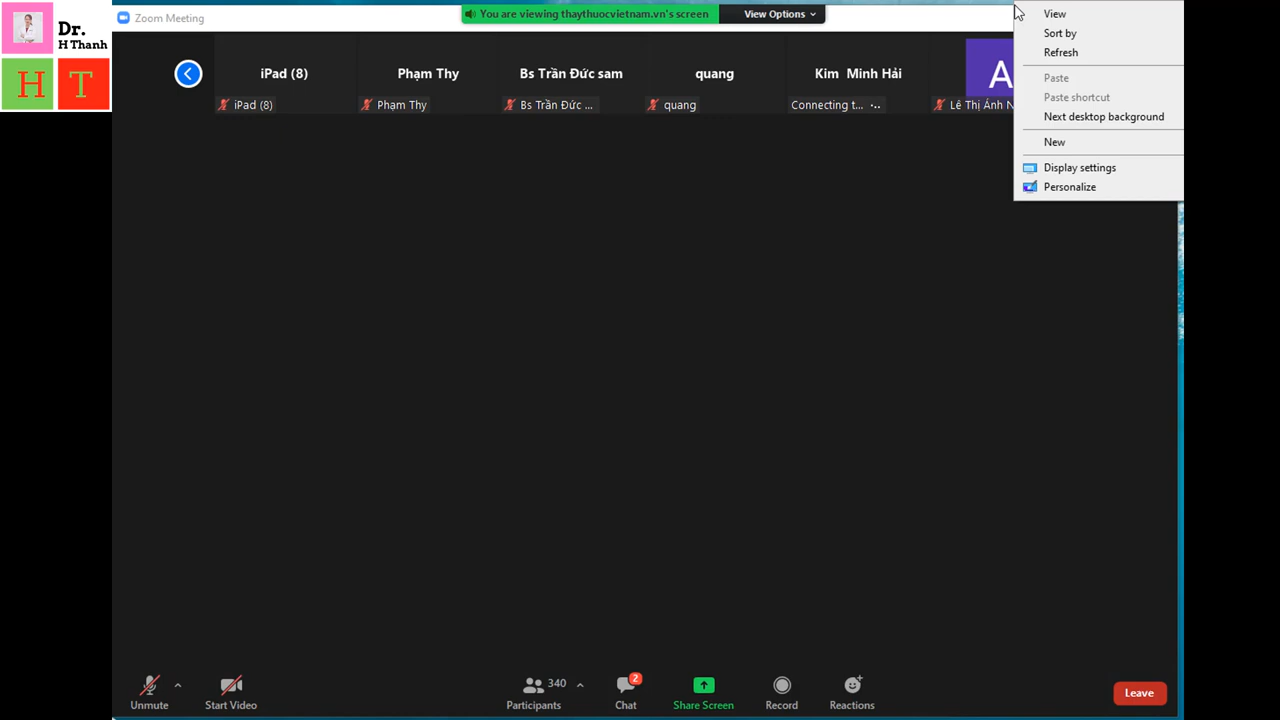 Dr.
H Thanh
H T
Zoom Meeting
You are viewing thaythuocvietnam.vn's screen
View Options
iPad (8)
Phạm Thy
Bs Trần Đức sam
quang
Kim Minh Hải
A
iPad (8)
Phạm Thy
Bs Trần Đức ...
quang
Connecting t...
Lê Thị Ánh N
View
Sort by
Refresh
Paste
Paste shortcut
Next desktop background
New
Display settings
Personalize
Unmute
Start Video
340
Participants
2
Chat
Share Screen
Record
Reactions
Leave